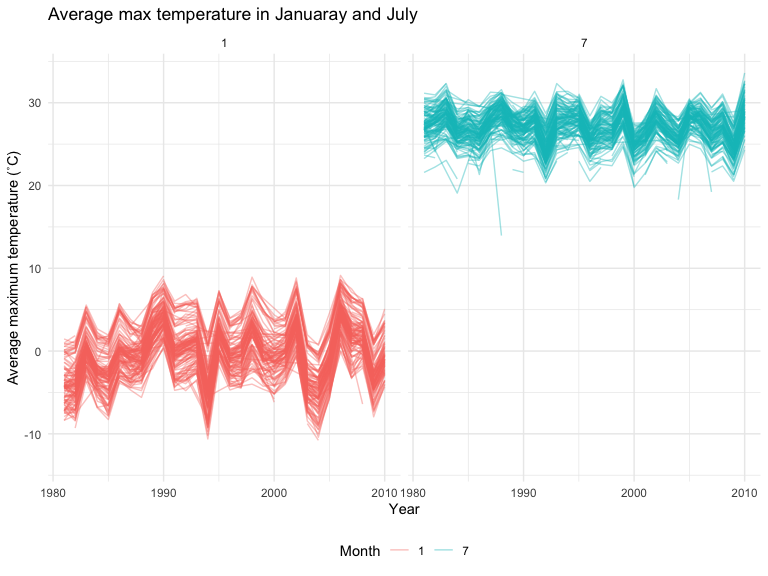 Average max temperature in Januaray and July
1 7
Average maximum temperature (°C)
30
20
10
0
-10
1980 1990 2000 2010 1980 1990 2000 2010
Year
Month 1 7